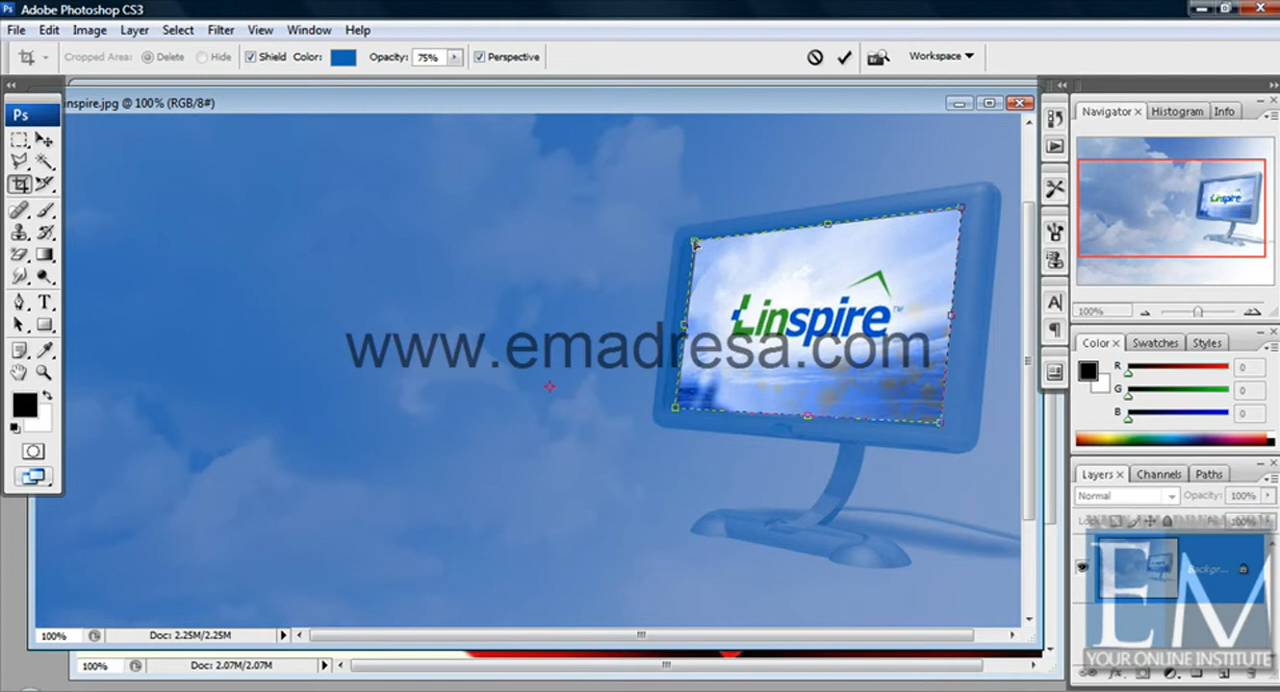 Adobe Photoshop CS3
File Edit Image Layer Select Filter View Window Help
Cropped Area: Delete Hide Shield Color: Opacity: 75% Perspective Workspace
inspire.jpg @ 100% (RGB/8#)
Ps
Navigator Histogram Info
Linspire
Linspire™
www.emadresa.com
100%
Color Swatches Styles
R 0
G 0
B 0
Layers Channels Paths
Normal Opacity: 100%
Backgr...
EM
YOUR ONLINE INSTITUTE
100% Doc: 2.25M/2.25M
100% Doc: 2.07M/2.07M